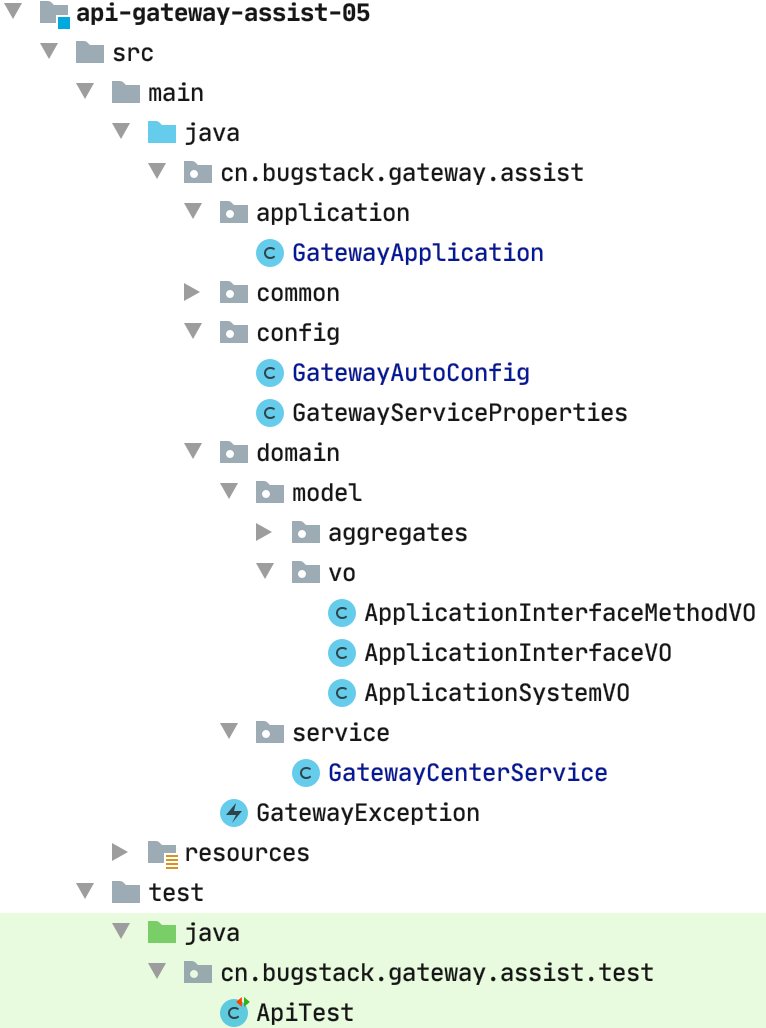 api-gateway-assist-05
src
main
java
cn.bugstack.gateway.assist
application
GatewayApplication
common
config
GatewayAutoConfig
GatewayServiceProperties
domain
model
aggregates
vo
ApplicationInterfaceMethodVO
ApplicationInterfaceVO
ApplicationSystemVO
service
GatewayCenterService
GatewayException
resources
test
java
cn.bugstack.gateway.assist.test
ApiTest